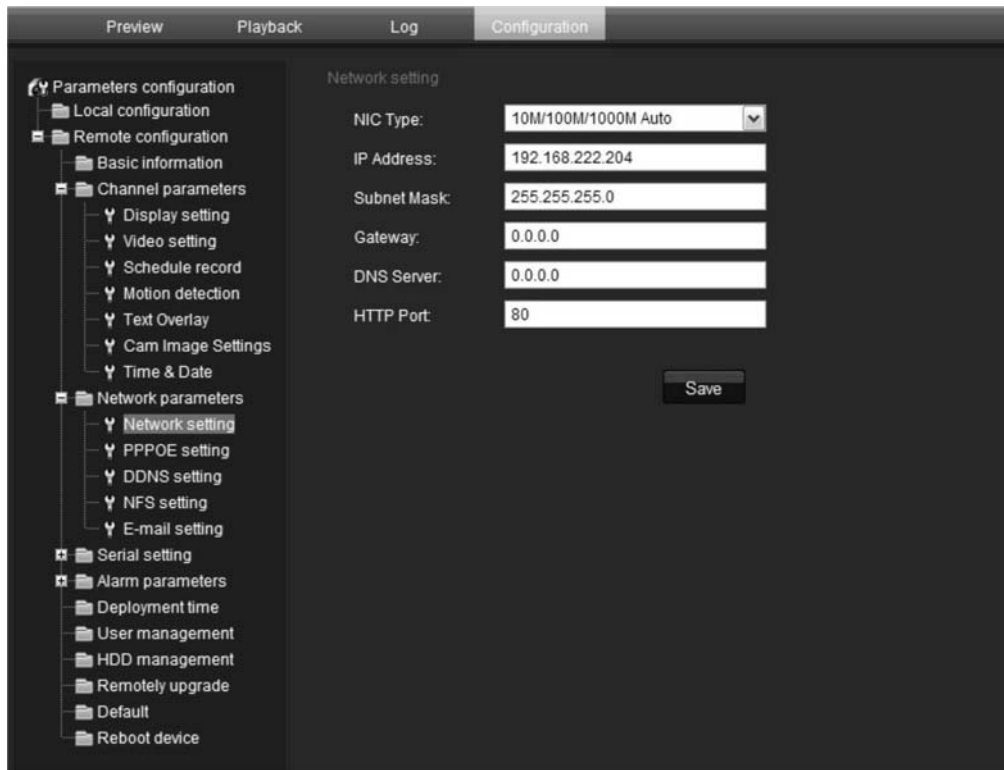 Preview Playback Log Configuration
Parameters configuration
Local configuration
Remote configuration
Basic information
Channel parameters
Display setting
Video setting
Schedule record
Motion detection
Text Overlay
Cam Image Settings
Time & Date
Network parameters
Network setting
PPPOE setting
DDNS setting
NFS setting
E-mail setting
Serial setting
Alarm parameters
Deployment time
User management
HDD management
Remotely upgrade
Default
Reboot device
Network setting
NIC Type: 10M/100M/1000M Auto
IP Address: 192.168.222.204
Subnet Mask: 255.255.255.0
Gateway: 0.0.0.0
DNS Server: 0.0.0.0
HTTP Port: 80
Save